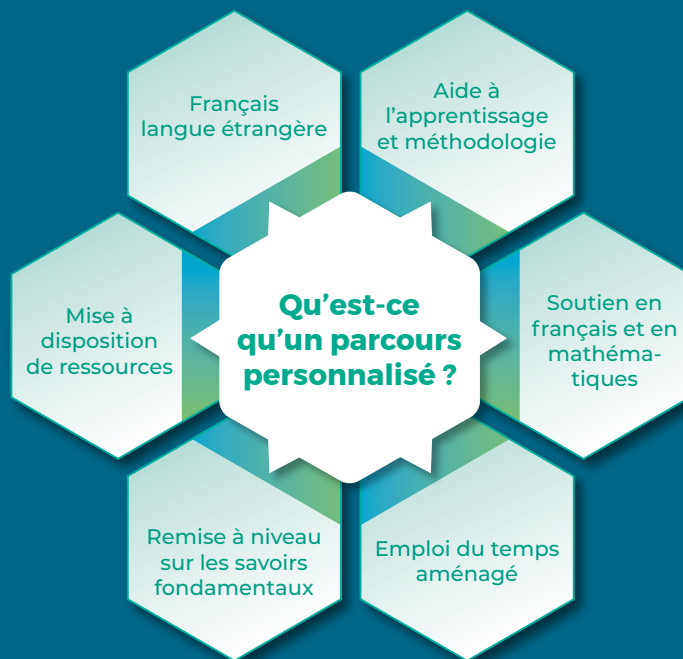 Français
langue étrangère
Aide à
l’apprentissage
et méthodologie
Mise à
disposition
de ressources
Qu’est-ce
qu’un parcours
personnalisé ?
Soutien en
français et en
mathéma-
tiques
Remise à niveau
sur les savoirs
fondamentaux
Emploi du temps
aménagé